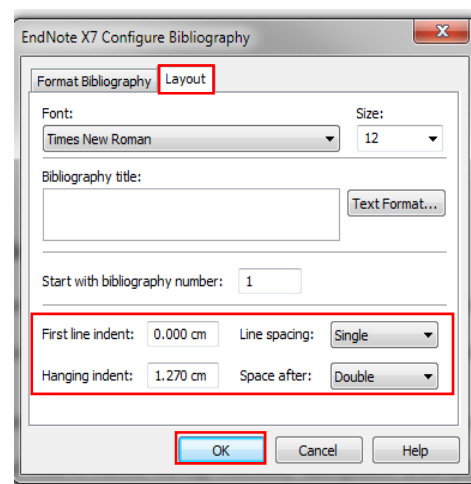 EndNote X7 Configure Bibliography
Format Bibliography Layout
Font: Size:
Times New Roman 12
Bibliography title:
Text Format...
Start with bibliography number: 1
First line indent: 0.000 cm Line spacing: Single
Hanging indent: 1.270 cm Space after: Double
OK Cancel Help